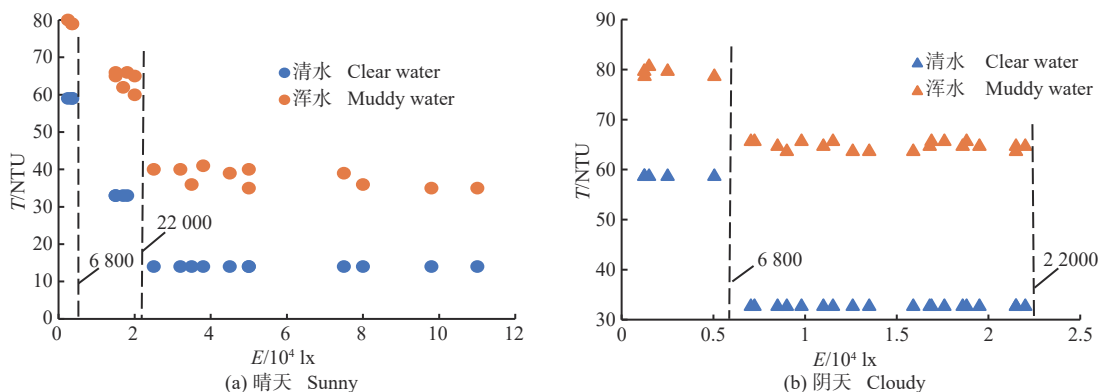 80
70
60
50
40
30
20
10
0
T/NTU
清水 Clear water
浑水 Muddy water
22 000
6 800
0 2 4 6 8 10 12
E/10⁴ lx
(a) 晴天 Sunny
90
80
70
60
50
40
30
T/NTU
清水 Clear water
浑水 Muddy water
6 800
2 2000
0 0.5 1 1.5 2 2.5
E/10⁴ lx
(b) 阴天 Cloudy